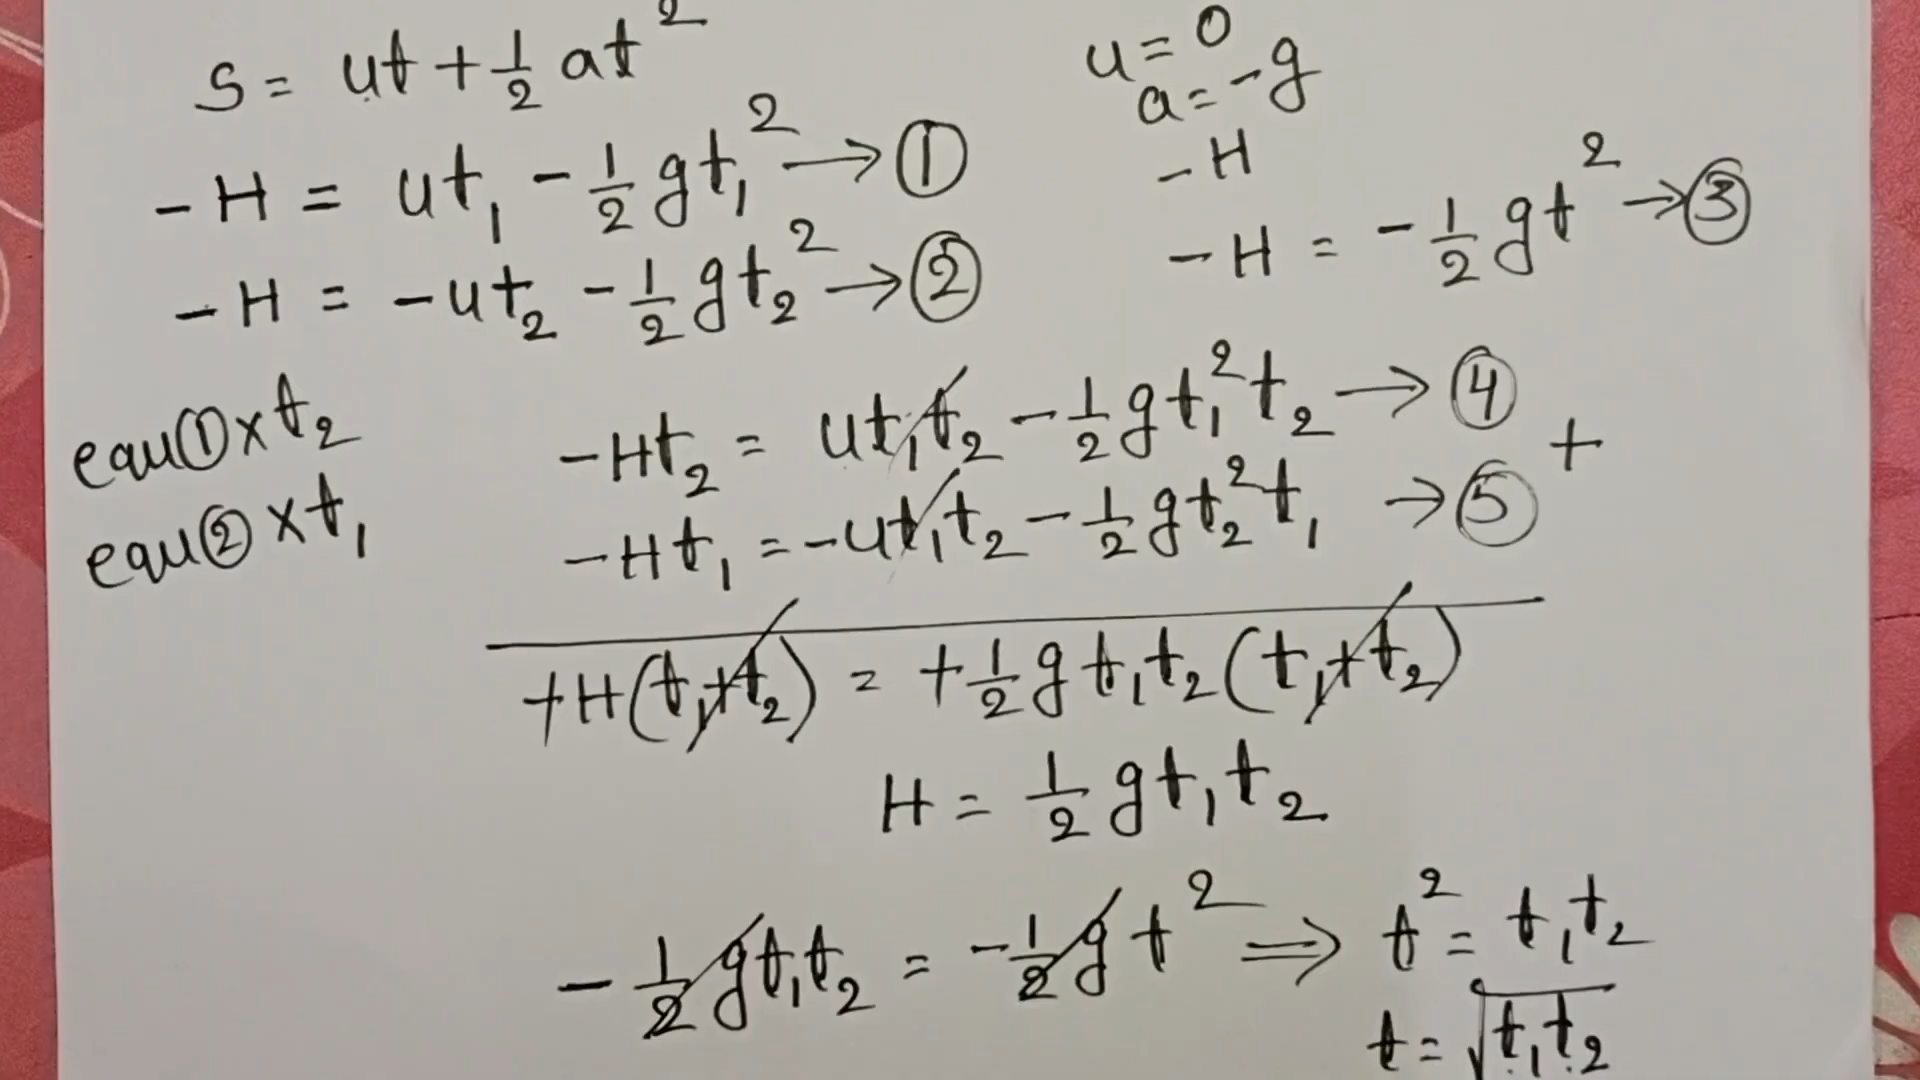 S = ut + 1/2 at²
u = 0
a = -g
-H = ut₁ - 1/2 gt₁² → ①
-H
-H = -ut₂ - 1/2 gt₂² → ②
-H = -1/2 gt² → ③
equ① × t₂
-Ht₂ = ut₁t₂ - 1/2 gt₁²t₂ → ④
+
equ② × t₁
-Ht₁ = -ut₁t₂ - 1/2 gt₂²t₁ → ⑤
+H(t₁+t₂) = +1/2 gt₁t₂(t₁+t₂)
H = 1/2 gt₁t₂
-1/2 gt₁t₂ = -1/2 gt² ⇒ t² = t₁t₂
t = √t₁t₂